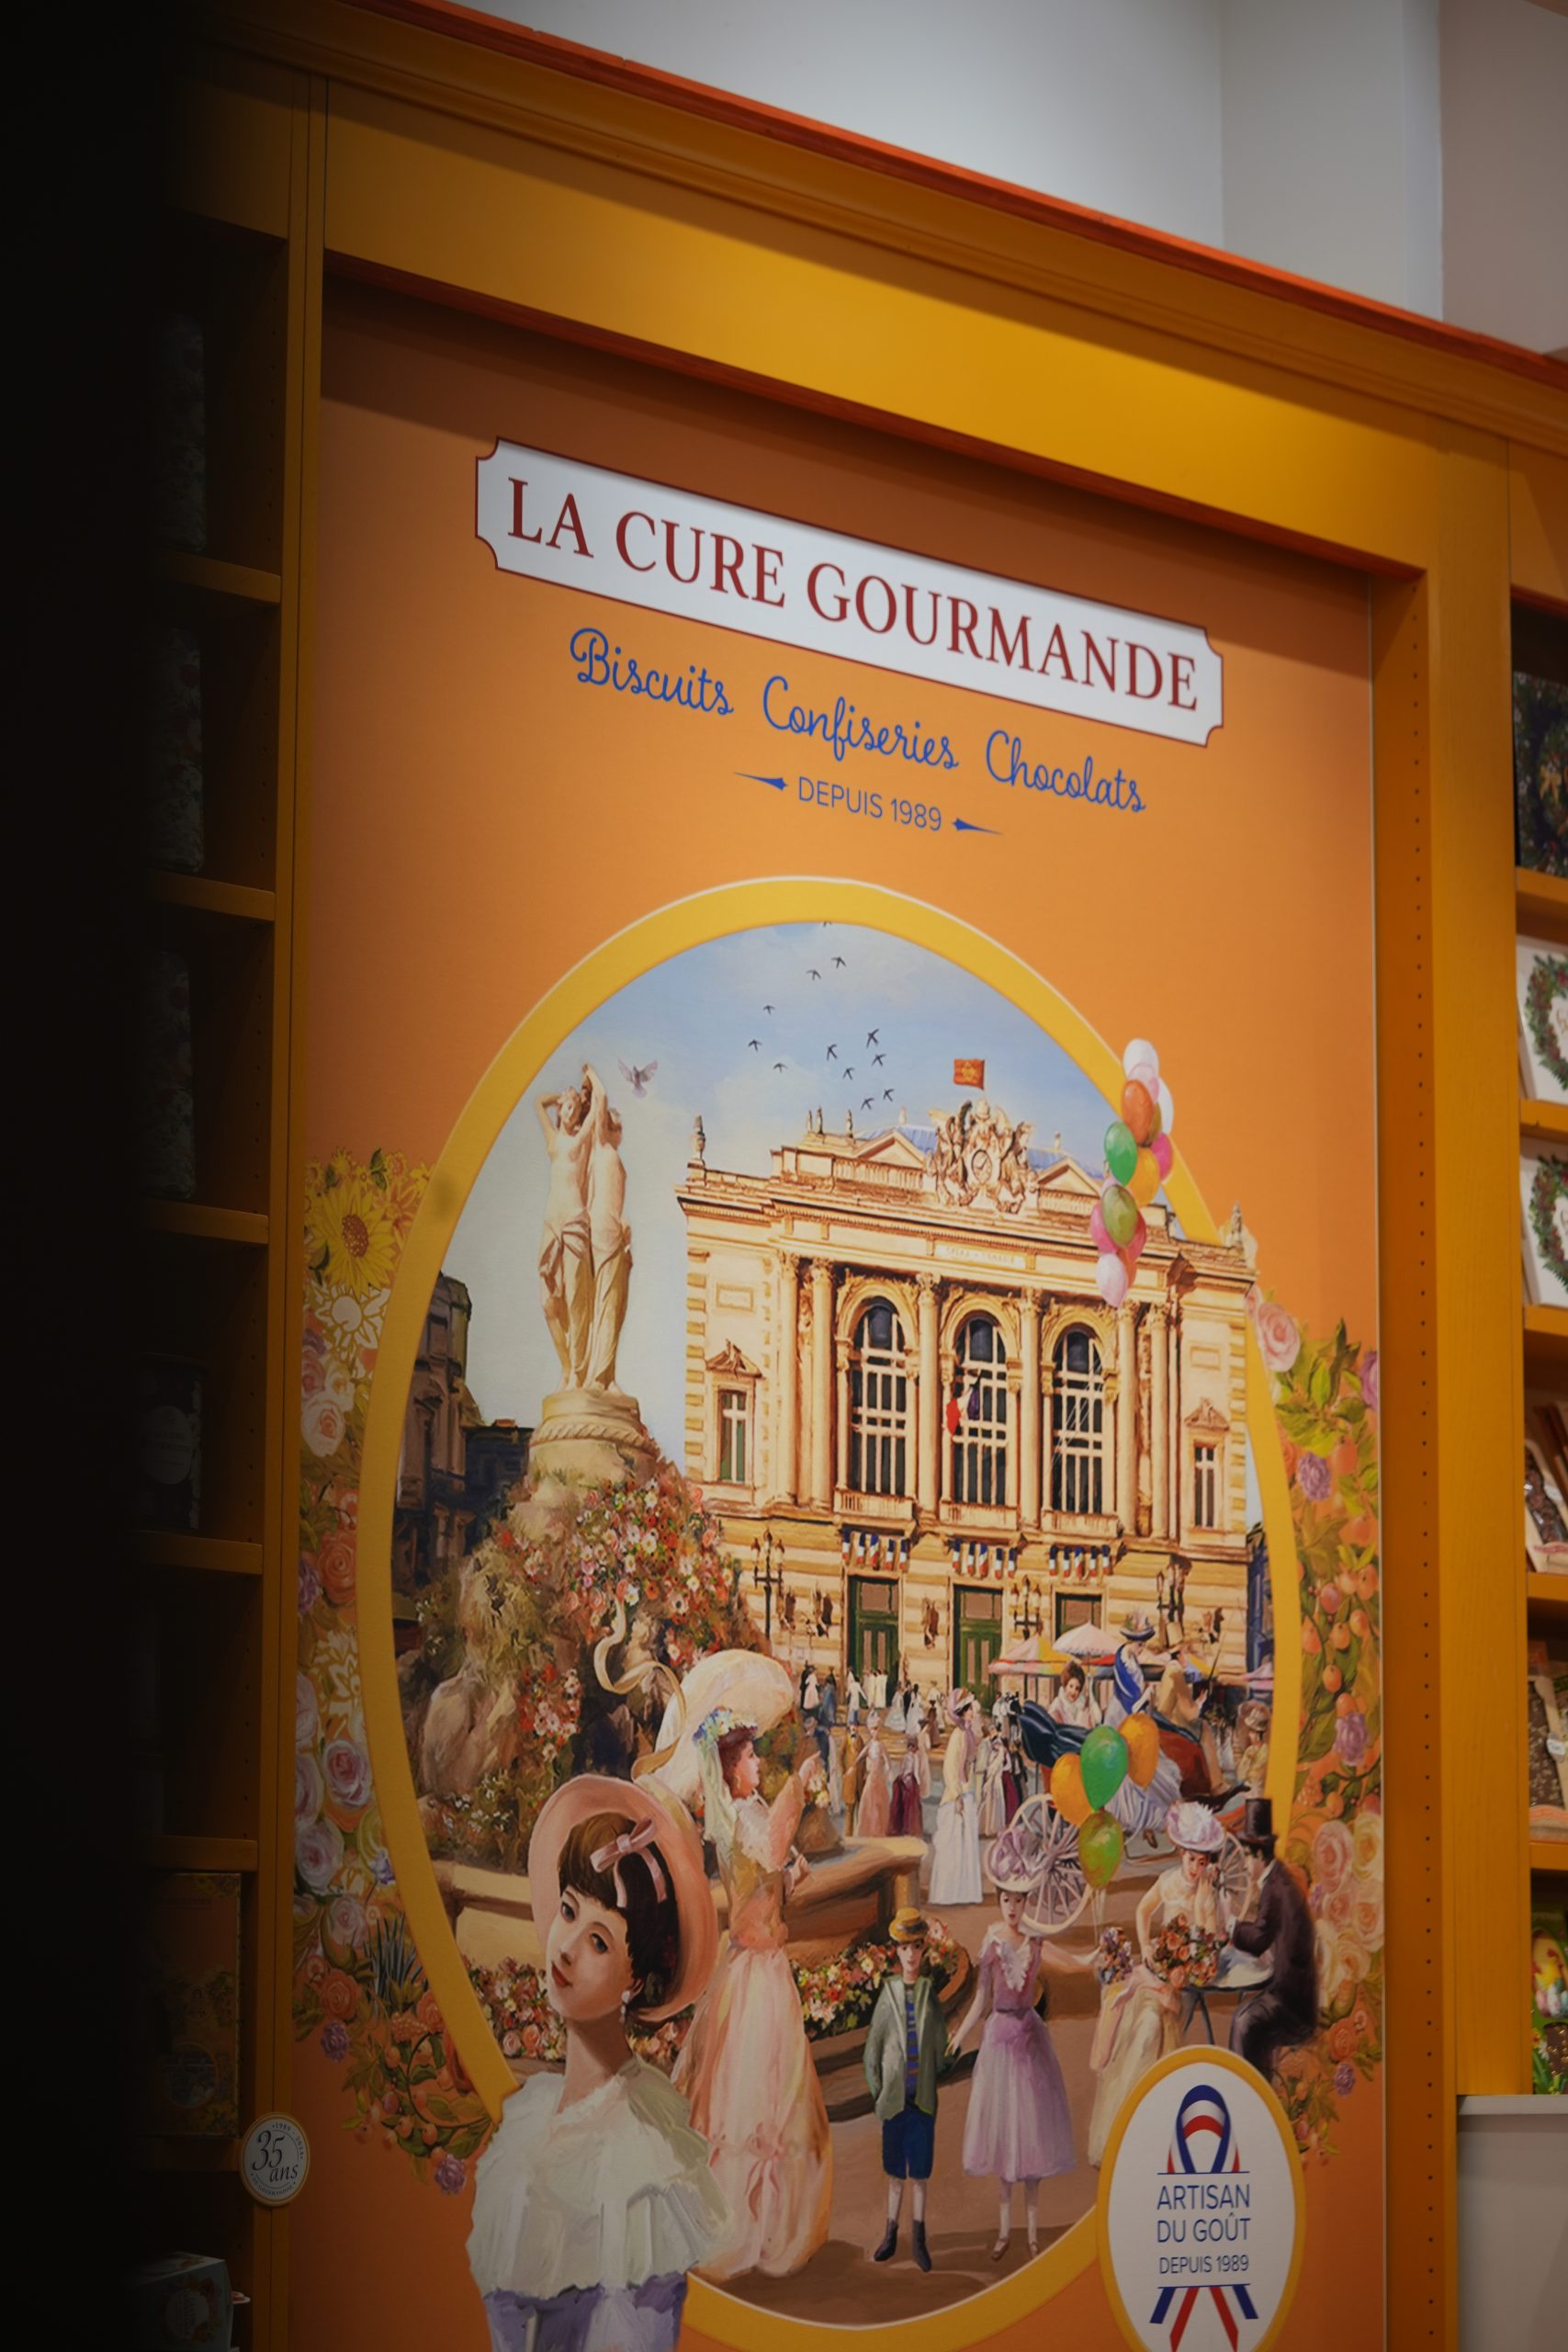 LA CURE GOURMANDE
Biscuits Confiseries Chocolats
DEPUIS 1989
35
ans
ARTISAN
DU GOÛT
DEPUIS 1989